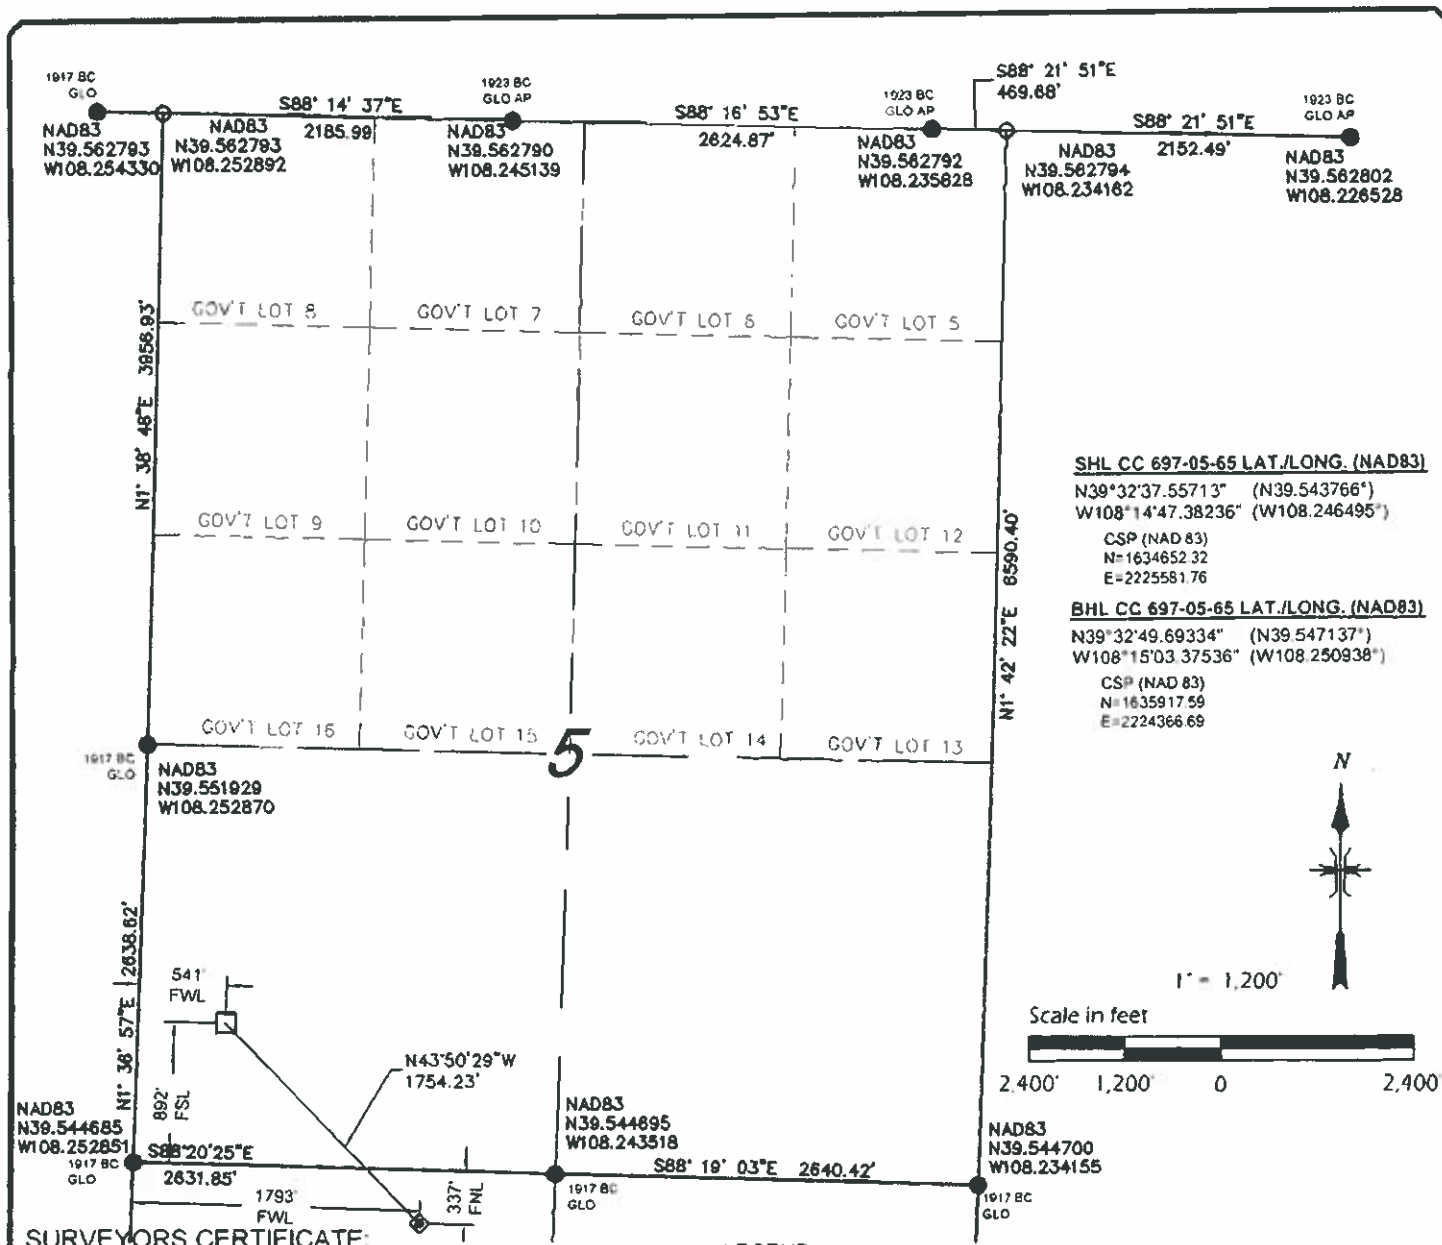 1917 BC
GLO
1923 BC
GLO AP
1923 BC
GLO AP
S88° 21' 51"E
469.68'
1923 BC
GLO AP
S88° 14' 37"E
2185.99
S88° 16' 53"E
2624.87'
S88° 21' 51"E
2152.49'
NAD83
N39.562793
W108.254330
NAD83
N39.562793
W108.252892
NAD83
N39.562790
W108.245139
NAD83
N39.562792
W108.235828
NAD83
N39.562794
W108.234162
NAD83
N39.562802
W108.226528
N1° 38' 48"E 3956.93'
GOV'T LOT 8
GOV'T LOT 7
GOV'T LOT 6
GOV'T LOT 5
GOV'T LOT 9
GOV'T LOT 10
GOV'T LOT 11
GOV'T LOT 12
N1° 42' 22"E 6590.40'
SHL CC 697-05-65 LAT./LONG. (NAD83)
N39°32'37.55713" (N39.543766°)
W108°14'47.38236" (W108.246495°)
CSP (NAD 83)
N=1634652.32
E=2225581.76
BHL CC 697-05-65 LAT./LONG. (NAD83)
N39°32'49.69334" (N39.547137°)
W108°15'03.37536" (W108.250938°)
CSP (NAD 83)
N=1635917.59
E=2224366.69
GOV'T LOT 16
GOV'T LOT 15
5
GOV'T LOT 14
GOV'T LOT 13
1917 BC
GLO
NAD83
N39.551929
W108.252870
N
N1° 36' 57"E 2638.62'
541'
FWL
892'
FSL
N43°50'29"W
1754.23'
1" = 1,200'
Scale in feet
2,400' 1,200' 0 2,400'
NAD83
N39.544685
W108.252851
1917 BC
GLO
S88°20'25"E
2631.85'
1793'
FWL
337'
FNL
NAD83
N39.544695
W108.243518
1917 BC
GLO
S88° 19' 03"E 2640.42'
NAD83
N39.544700
W108.234155
1917 BC
GLO
SURVEYORS CERTIFICATE: